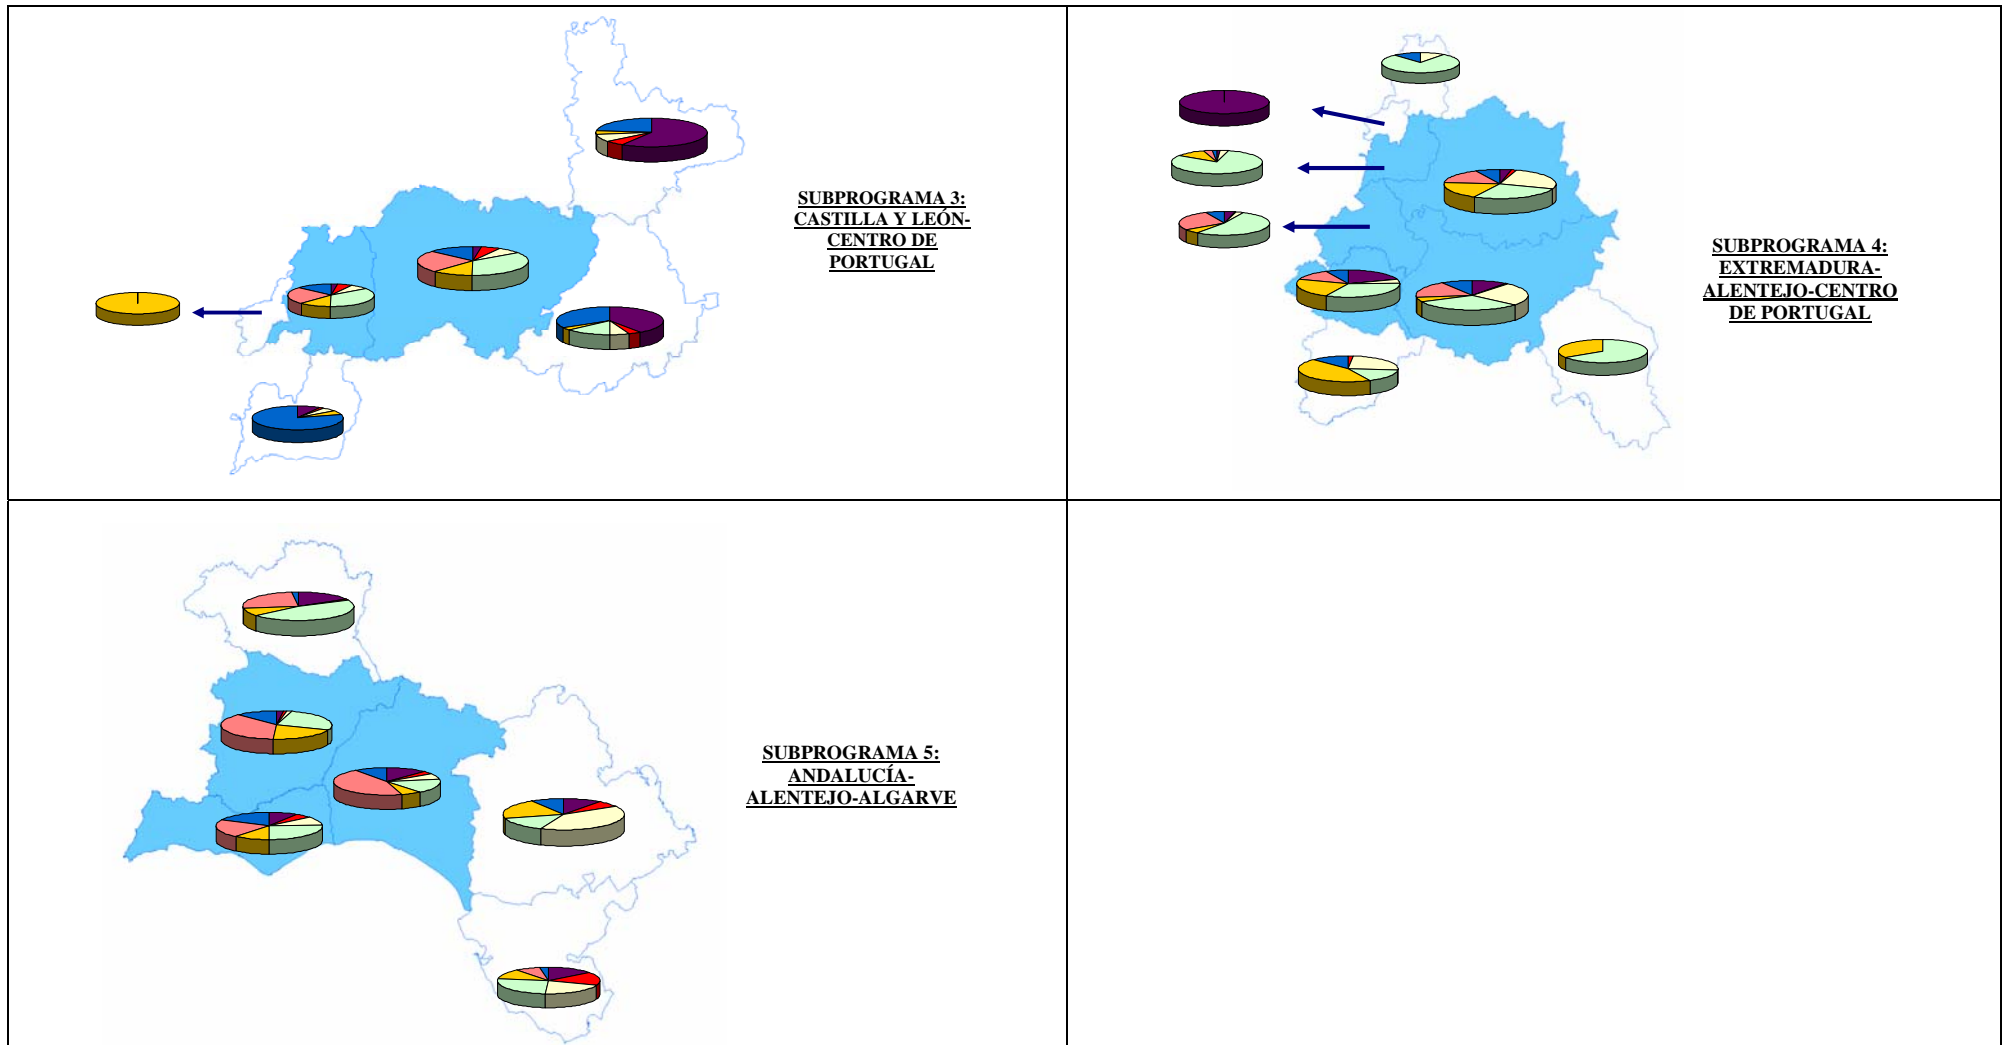 SUBPROGRAMA 3:
CASTILLA Y LEÓN-
CENTRO DE
PORTUGAL
SUBPROGRAMA 4:
EXTREMADURA-
ALENTEJO-CENTRO
DE PORTUGAL
SUBPROGRAMA 5:
ANDALUCÍA-
ALENTEJO-ALGARVE